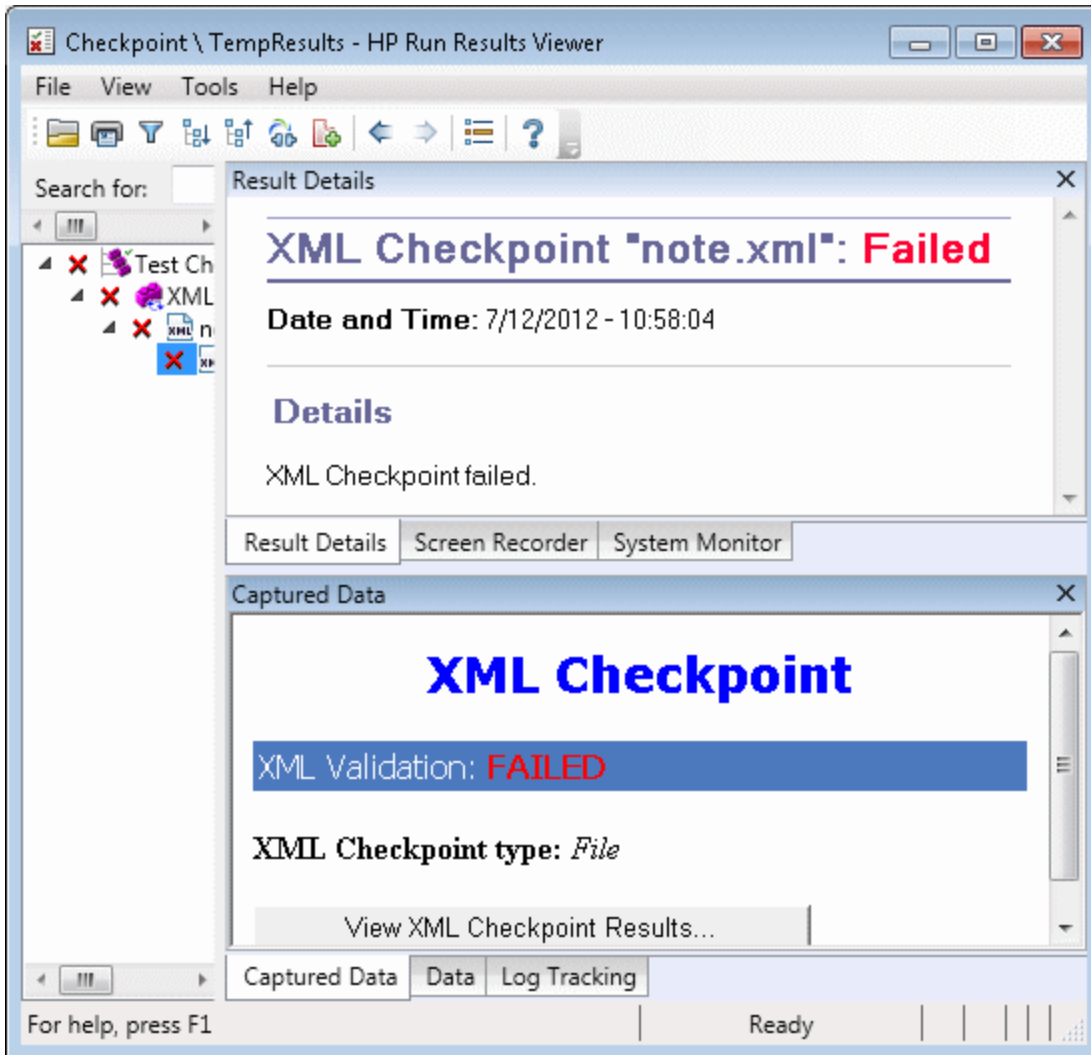 Checkpoint \ TempResults - HP Run Results Viewer
File View Tools Help
Search for:
Test Ch
XML
Result Details
XML Checkpoint "note.xml": Failed
Date and Time: 7/12/2012 - 10:58:04
Details
XML Checkpoint failed.
Result Details Screen Recorder System Monitor
Captured Data
XML Checkpoint
XML Validation: FAILED
XML Checkpoint type: File
View XML Checkpoint Results...
Captured Data Data Log Tracking
For help, press F1 Ready